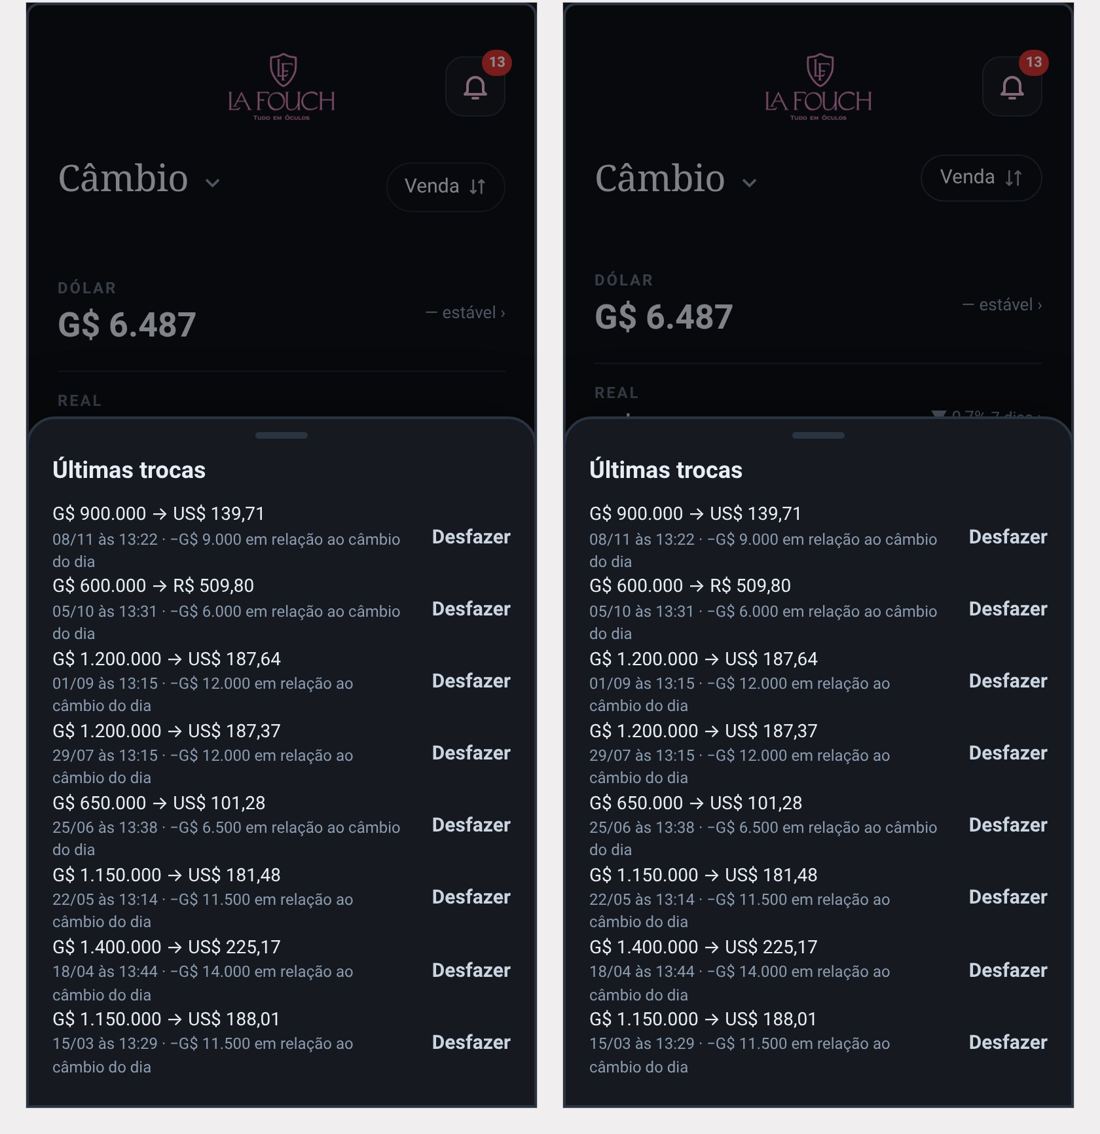 13
LA FOUCH
TUDO EM ÓCULOS
Câmbio
Venda
DÓLAR
G$ 6.487
— estável ›
REAL
Últimas trocas
G$ 900.000 → US$ 139,71
08/11 às 13:22 · −G$ 9.000 em relação ao câmbio
do dia
Desfazer
G$ 600.000 → R$ 509,80
05/10 às 13:31 · −G$ 6.000 em relação ao câmbio
do dia
Desfazer
G$ 1.200.000 → US$ 187,64
01/09 às 13:15 · −G$ 12.000 em relação ao
câmbio do dia
Desfazer
G$ 1.200.000 → US$ 187,37
29/07 às 13:15 · −G$ 12.000 em relação ao
câmbio do dia
Desfazer
G$ 650.000 → US$ 101,28
25/06 às 13:38 · −G$ 6.500 em relação ao câmbio
do dia
Desfazer
G$ 1.150.000 → US$ 181,48
22/05 às 13:14 · −G$ 11.500 em relação ao
câmbio do dia
Desfazer
G$ 1.400.000 → US$ 225,17
18/04 às 13:44 · −G$ 14.000 em relação ao
câmbio do dia
Desfazer
G$ 1.150.000 → US$ 188,01
15/03 às 13:29 · −G$ 11.500 em relação ao
câmbio do dia
Desfazer
13
LA FOUCH
TUDO EM ÓCULOS
Câmbio
Venda
DÓLAR
G$ 6.487
— estável ›
REAL
Últimas trocas
G$ 900.000 → US$ 139,71
08/11 às 13:22 · −G$ 9.000 em relação ao câmbio
do dia
Desfazer
G$ 600.000 → R$ 509,80
05/10 às 13:31 · −G$ 6.000 em relação ao câmbio
do dia
Desfazer
G$ 1.200.000 → US$ 187,64
01/09 às 13:15 · −G$ 12.000 em relação ao
câmbio do dia
Desfazer
G$ 1.200.000 → US$ 187,37
29/07 às 13:15 · −G$ 12.000 em relação ao
câmbio do dia
Desfazer
G$ 650.000 → US$ 101,28
25/06 às 13:38 · −G$ 6.500 em relação ao câmbio
do dia
Desfazer
G$ 1.150.000 → US$ 181,48
22/05 às 13:14 · −G$ 11.500 em relação ao
câmbio do dia
Desfazer
G$ 1.400.000 → US$ 225,17
18/04 às 13:44 · −G$ 14.000 em relação ao
câmbio do dia
Desfazer
G$ 1.150.000 → US$ 188,01
15/03 às 13:29 · −G$ 11.500 em relação ao
câmbio do dia
Desfazer